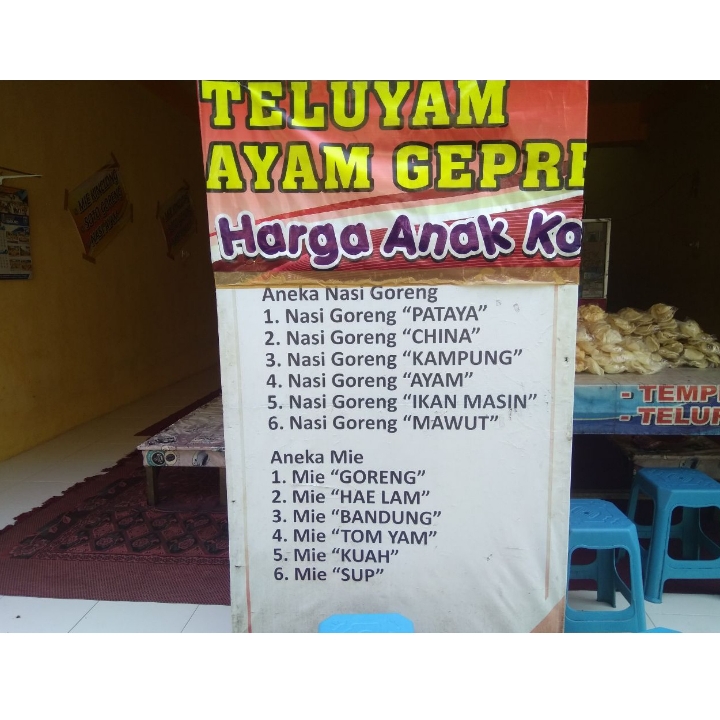 TELUYAM
AYAM GEPRE
Harga Anak Ko
Aneka Nasi Goreng
1. Nasi Goreng “PATAYA”
2. Nasi Goreng “CHINA”
3. Nasi Goreng “KAMPUNG”
4. Nasi Goreng “AYAM”
5. Nasi Goreng “IKAN MASIN”
6. Nasi Goreng “MAWUT”
Aneka Mie
1. Mie “GORENG”
2. Mie “HAE LAM”
3. Mie “BANDUNG”
4. Mie “TOM YAM”
5. Mie “KUAH”
6. Mie “SUP”
- TEMP
- TELUR